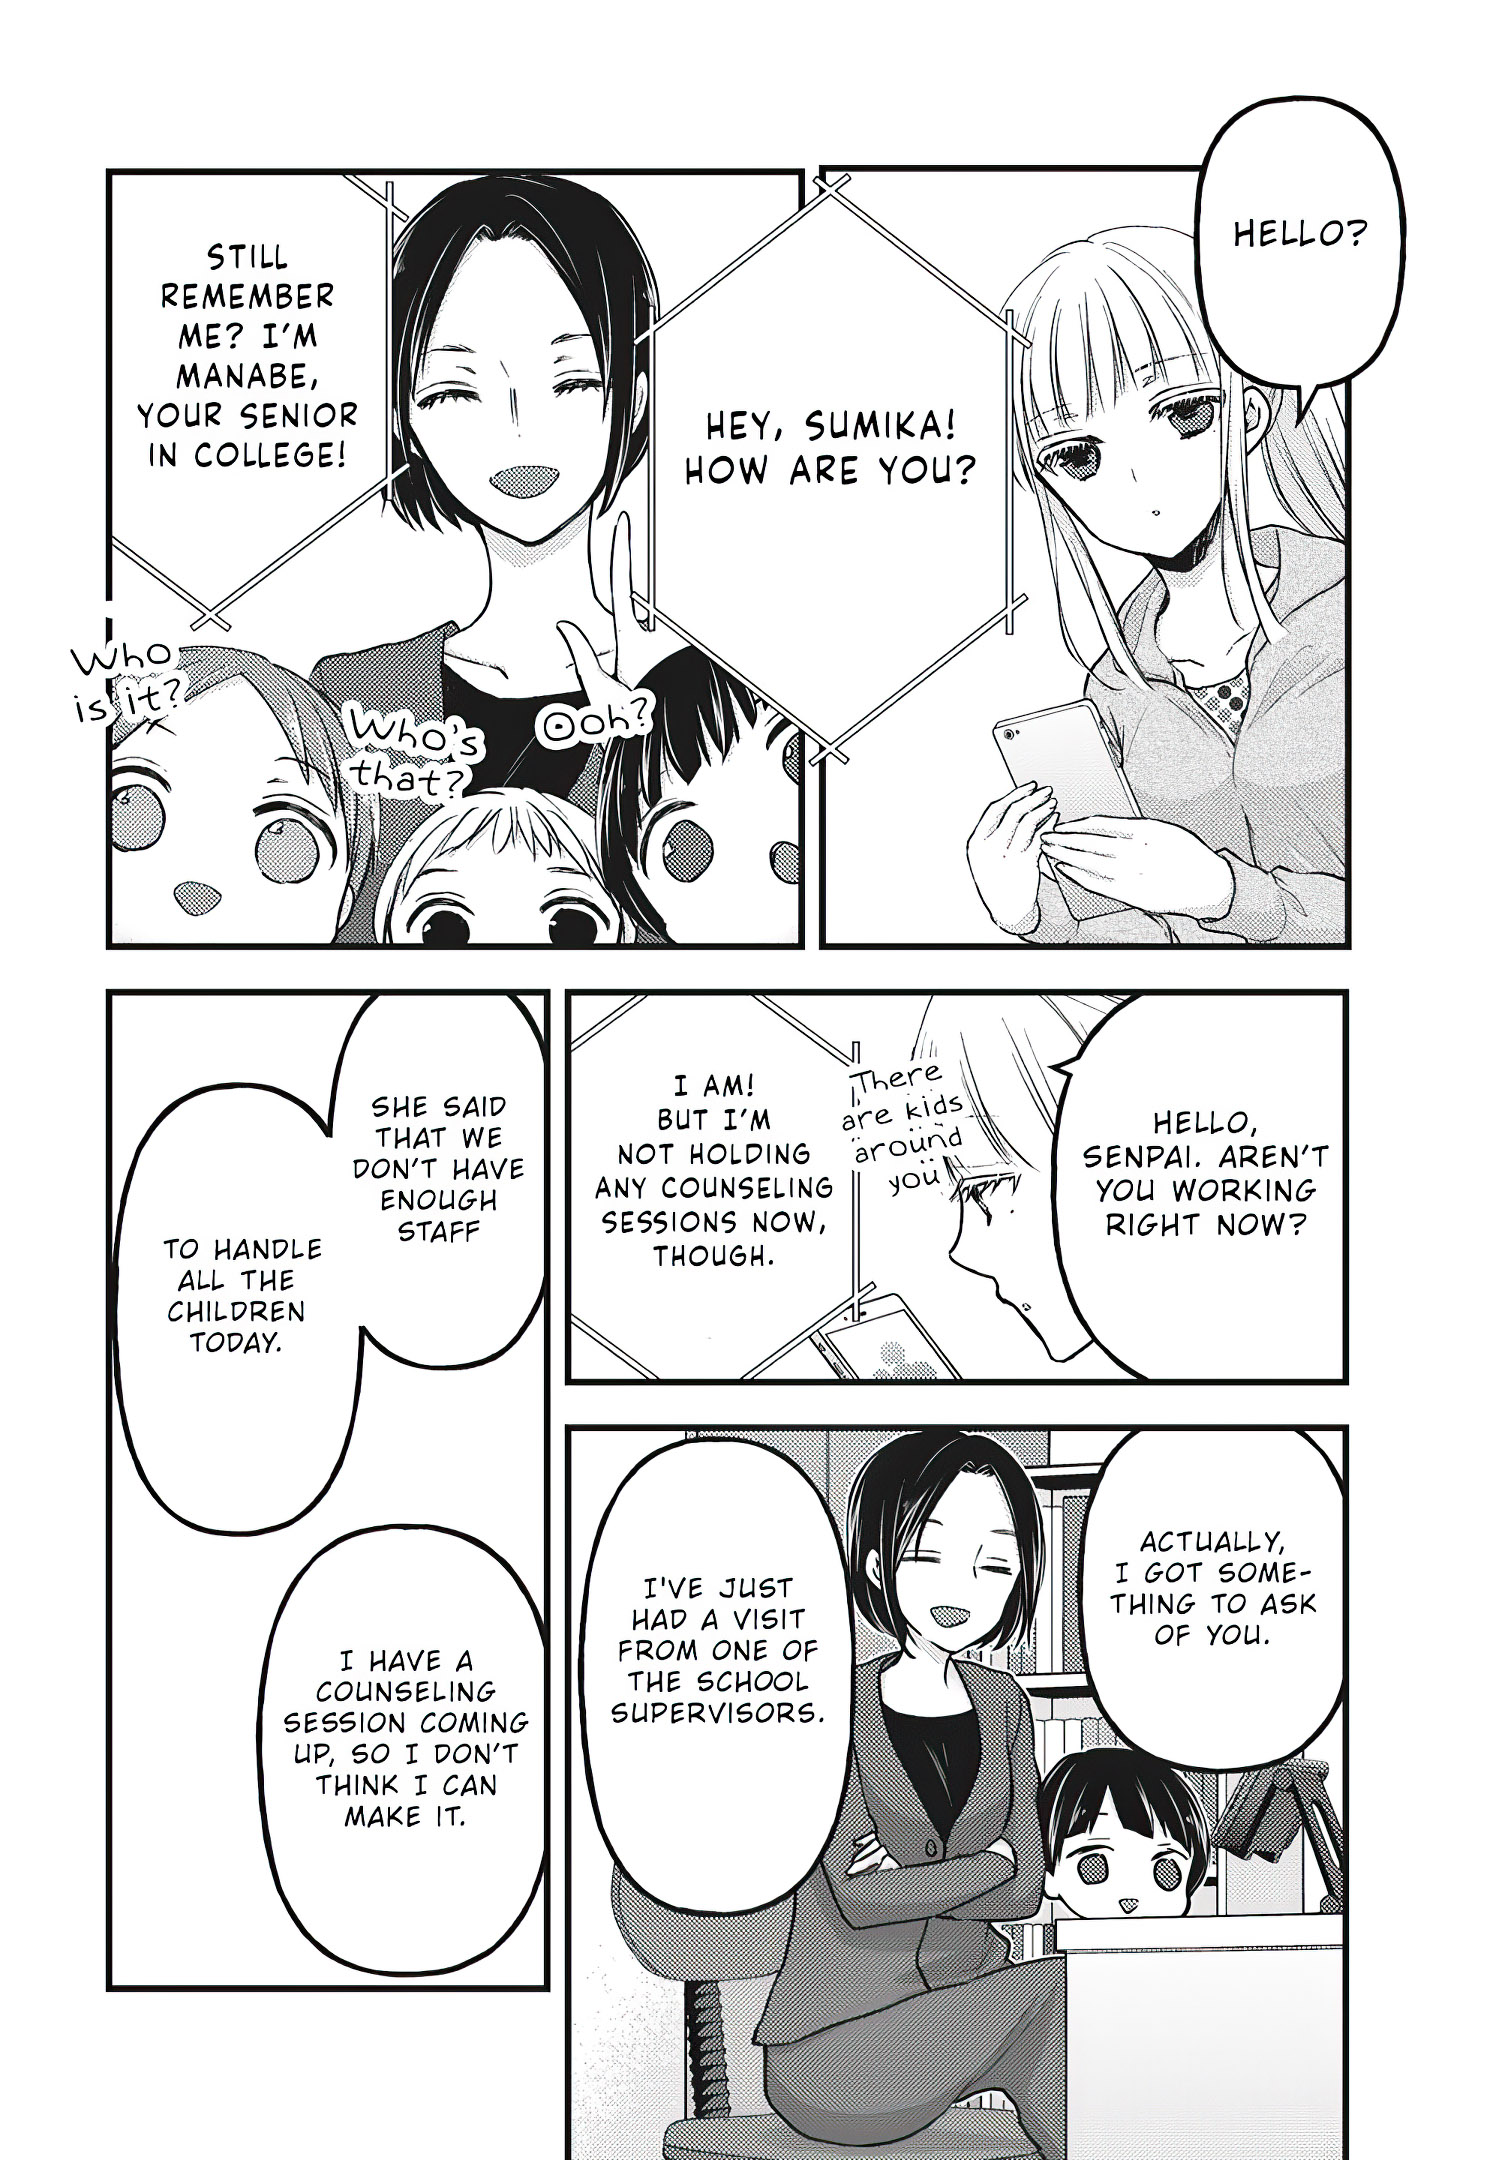 HELLO?
HEY, SUMIKA!
HOW ARE YOU?
STILL
REMEMBER
ME? I'M
MANABE,
YOUR SENIOR
IN COLLEGE!
Ooh?
Who's
that?
Who
is it?
HELLO,
SENPAI. AREN'T
YOU WORKING
RIGHT NOW?
There
are kids
around
you
I AM!
BUT I'M
NOT HOLDING
ANY COUNSELING
SESSIONS NOW,
THOUGH.
ACTUALLY,
I GOT SOME-
THING TO ASK
OF YOU.
I'VE JUST
HAD A VISIT
FROM ONE OF
THE SCHOOL
SUPERVISORS.
SHE SAID
THAT WE
DON'T HAVE
ENOUGH
STAFF
TO HANDLE
ALL THE
CHILDREN
TODAY.
I HAVE A
COUNSELING
SESSION COMING
UP, SO I DON'T
THINK I CAN
MAKE IT.